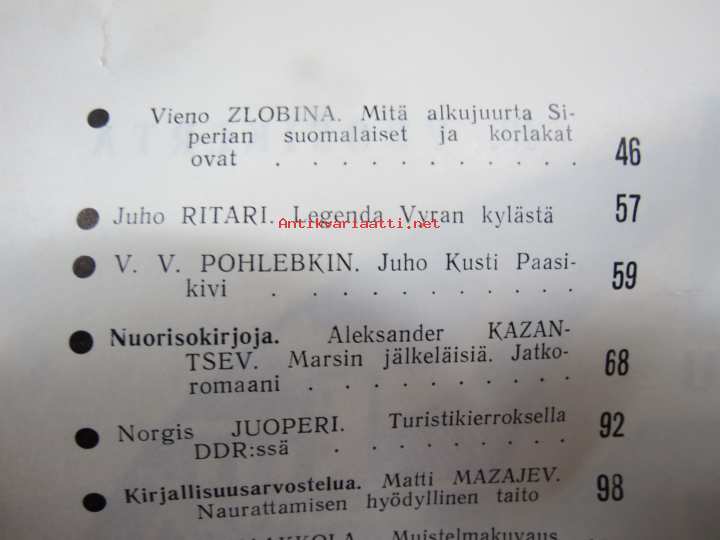 ● Vieno ZLOBINA. Mitä alkujuurta Si-
perian suomalaiset ja korlakat
ovat . . . . . . . . . . . . 46
● Juho RITARI. Legenda Vyran kylästä 57
Antikvariaatti.net
● V. V. POHLEBKIN. Juho Kusti Paasi-
kivi . . . . . . . . . . 59
● Nuorisokirjoja. Aleksander KAZAN-
TSEV. Marsin jälkeläisiä. Jatko-
romaani . . . . . . . . . . 68
● Norgis JUOPERI. Turistikierroksella
DDR:ssä . . . . . . . . . 92
● Kirjallisuusarvostelua. Matti MAZAJEV.
Naurattamisen hyödyllinen taito 98
Muistelmakuvaus